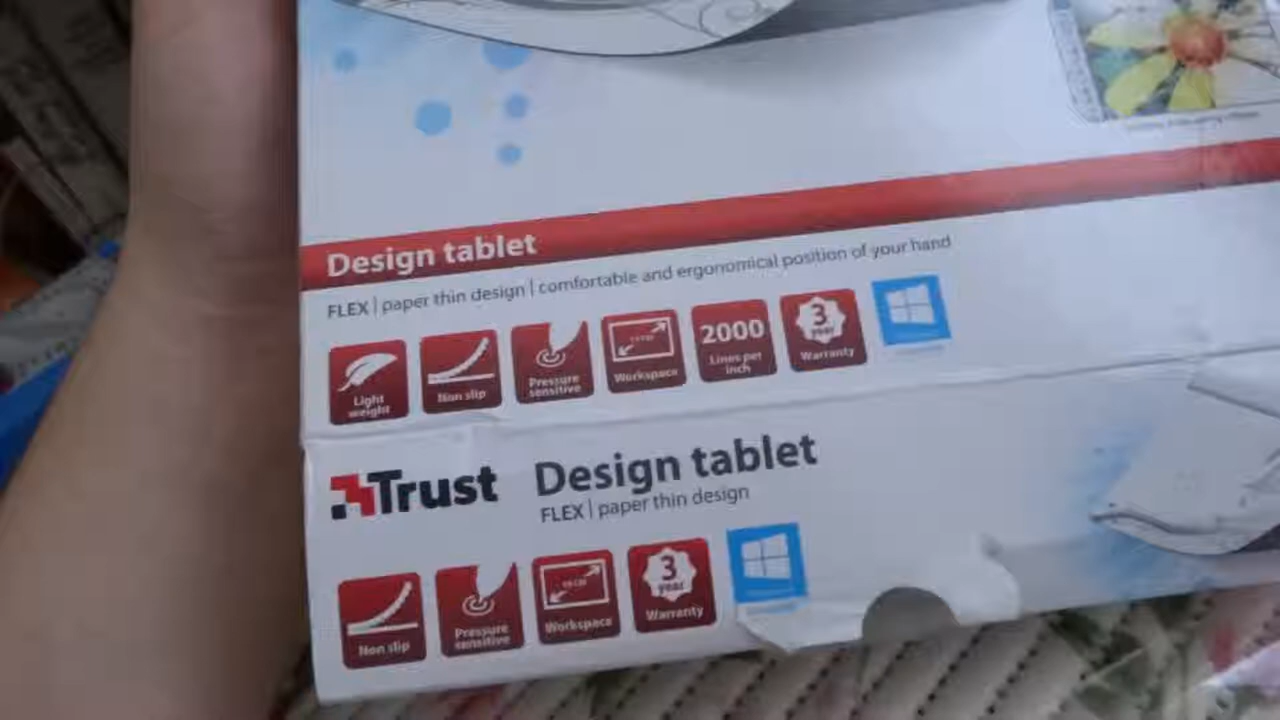 Design tablet
FLEX | paper thin design | comfortable and ergonomical position of your hand
Light weight
Non slip
Pressure sensitive
Workspace
2000 Lines per inch
3 year Warranty
Trust
Design tablet
FLEX | paper thin design
Non slip
Pressure sensitive
Workspace
3 year Warranty